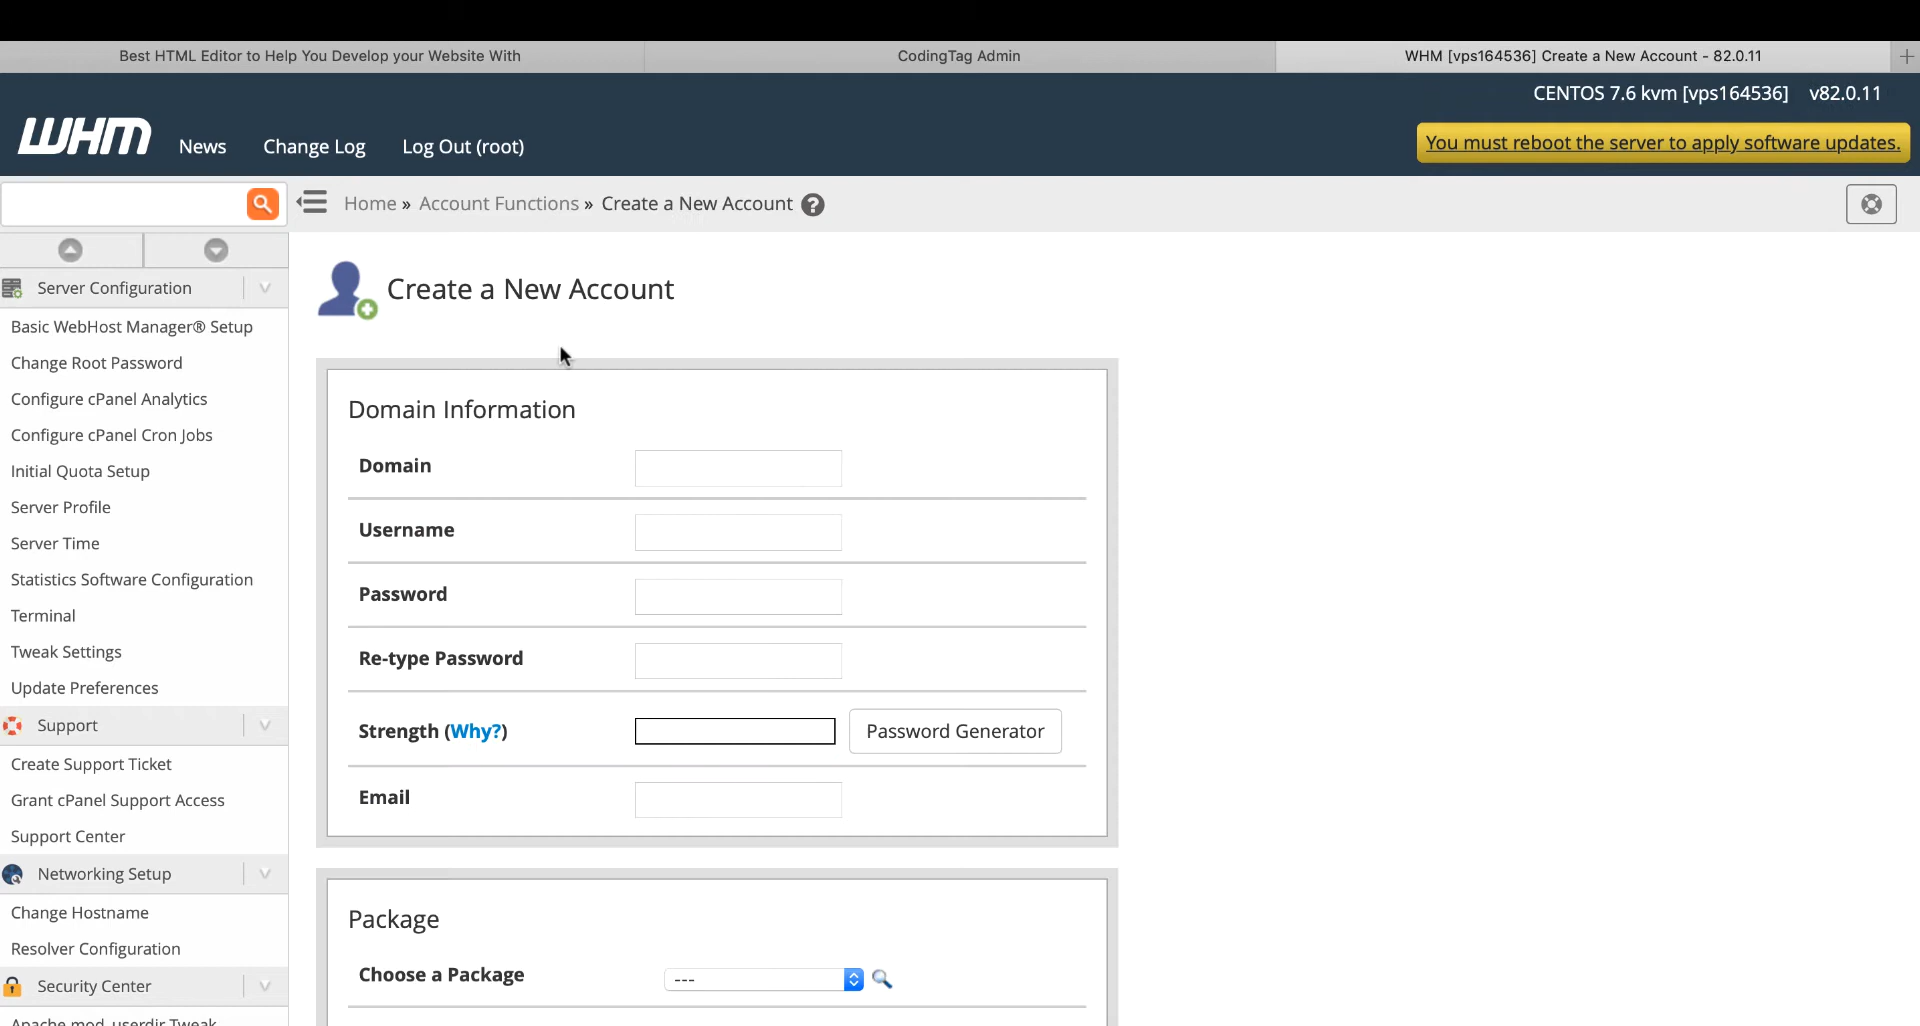 Best HTML Editor to Help You Develop your Website With
CodingTag Admin
WHM [vps164536] Create a New Account - 82.0.11
CENTOS 7.6 kvm [vps164536] v82.0.11
WHM
News
Change Log
Log Out (root)
You must reboot the server to apply software updates.
Home » Account Functions » Create a New Account
Server Configuration
Basic WebHost Manager® Setup
Change Root Password
Configure cPanel Analytics
Configure cPanel Cron Jobs
Initial Quota Setup
Server Profile
Server Time
Statistics Software Configuration
Terminal
Tweak Settings
Update Preferences
Support
Create Support Ticket
Grant cPanel Support Access
Support Center
Networking Setup
Change Hostname
Resolver Configuration
Security Center
Apache mod_userdir Tweak
Create a New Account
Domain Information
Domain
Username
Password
Re-type Password
Strength (Why?)
Password Generator
Email
Package
Choose a Package
---